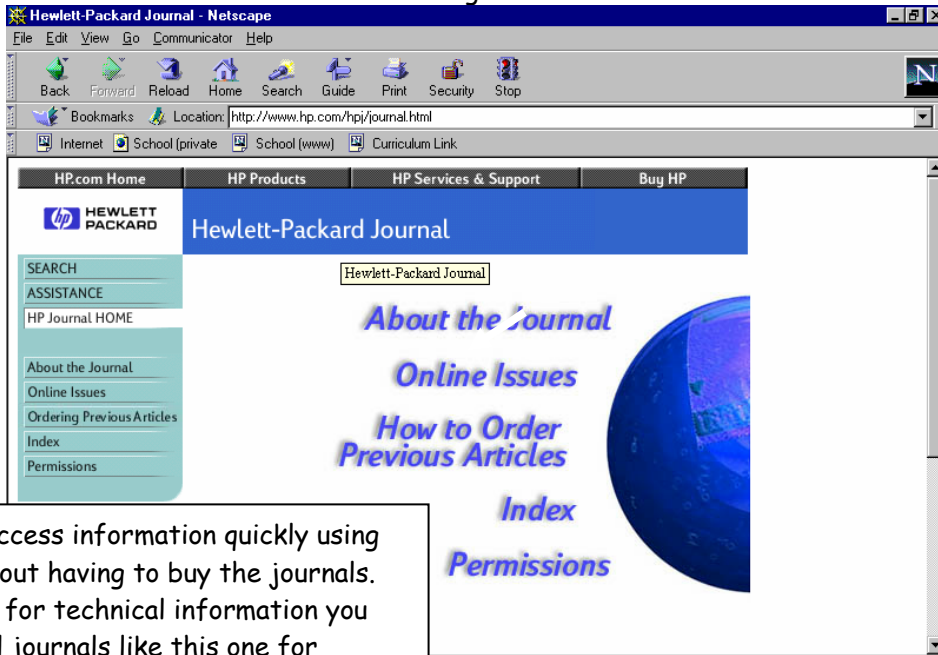 Hewlett-Packard Journal - Netscape
File Edit View Go Communicator Help
Back Forward Reload Home Search Guide Print Security Stop
N
Bookmarks Location: http://www.hp.com/hpj/journal.html
Internet School (private School (www) Curriculum Link
HP.com Home HP Products HP Services & Support Buy HP
hp HEWLETT
PACKARD
Hewlett-Packard Journal
Hewlett-Packard Journal
SEARCH
ASSISTANCE
HP Journal HOME
About the Journal
Online Issues
Ordering Previous Articles
Index
Permissions
About the Journal
Online Issues
How to Order
Previous Articles
Index
Permissions
ccess information quickly using
out having to buy the journals.
for technical information you
journals like this one for